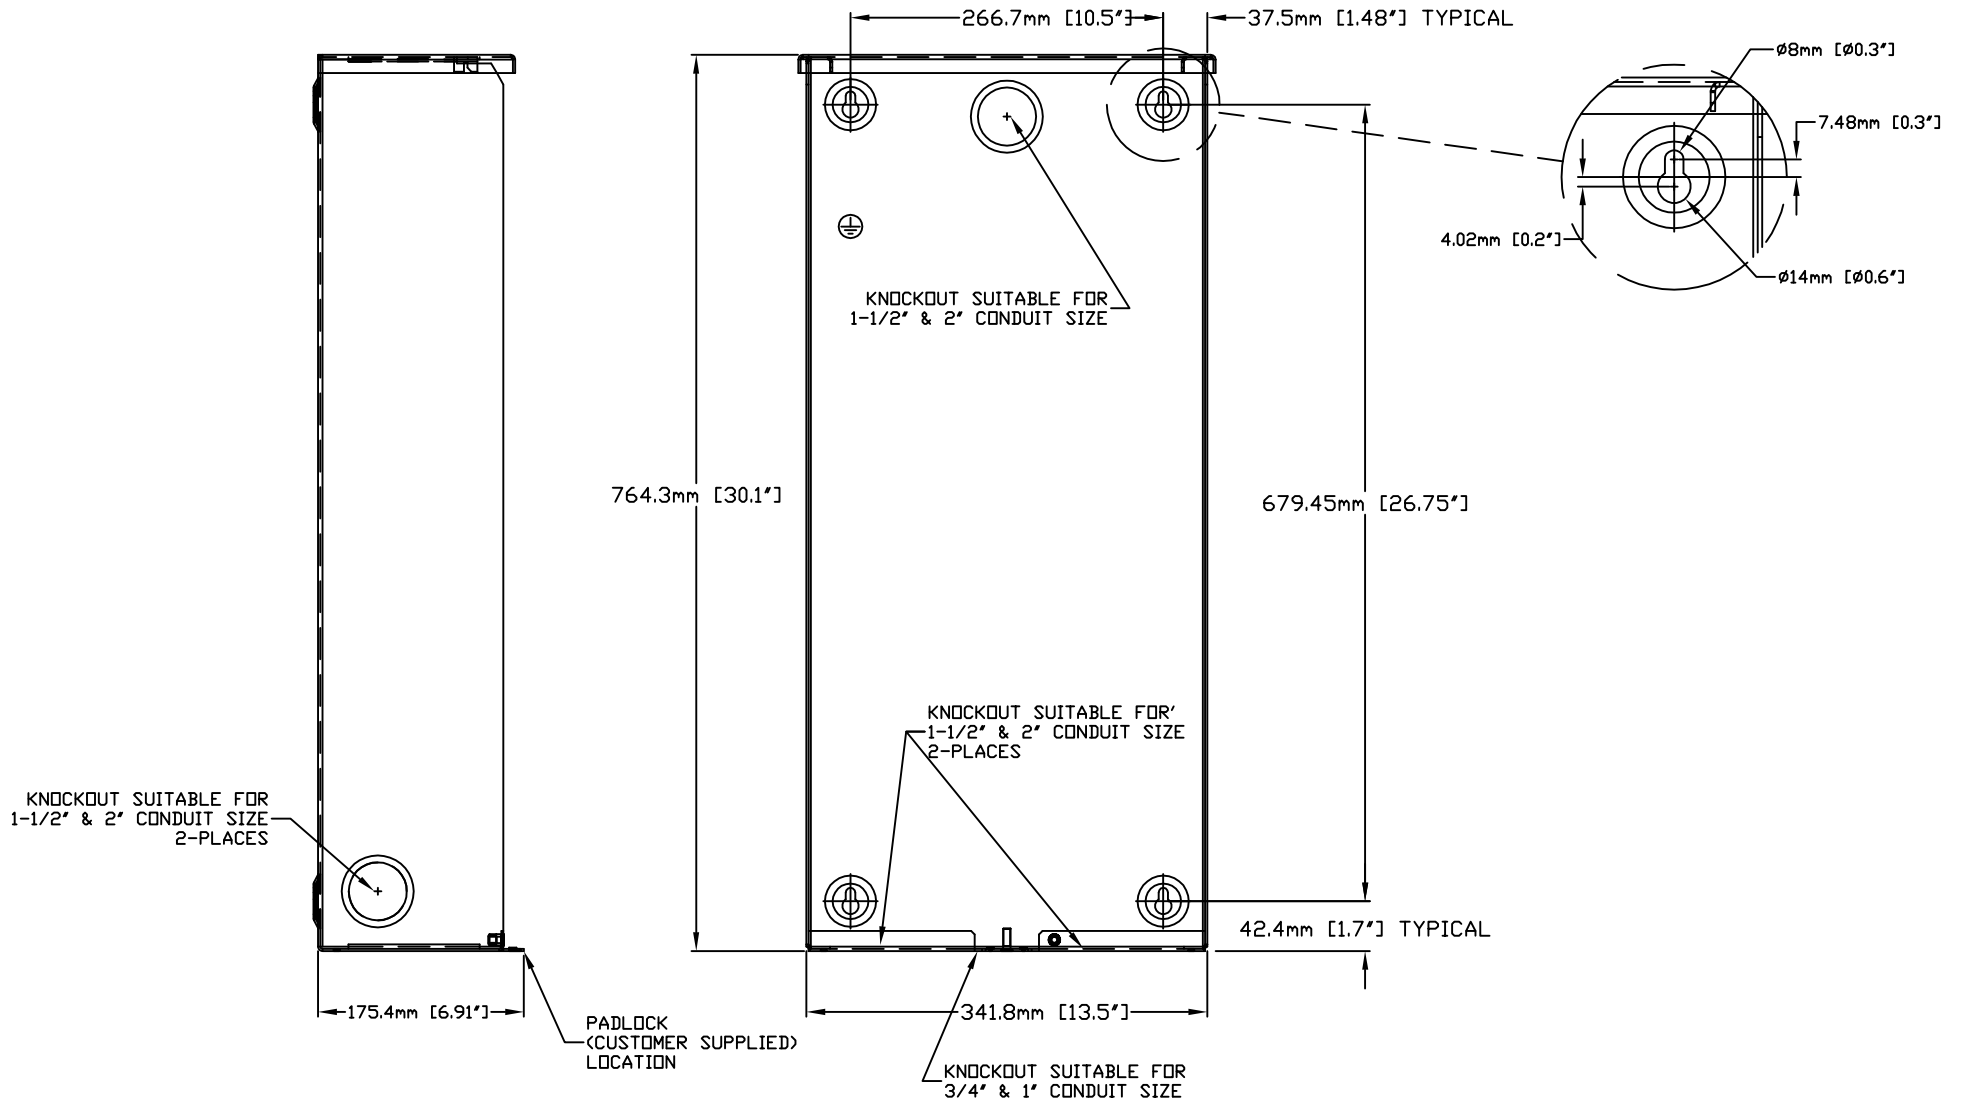 266.7mm [10.5"]
37.5mm [1.48"] TYPICAL
Ø8mm [Ø0.3"]
7.48mm [0.3"]
4.02mm [0.2"]
Ø14mm [Ø0.6"]
KNOCKOUT SUITABLE FOR
1-1/2" & 2" CONDUIT SIZE
764.3mm [30.1"]
679.45mm [26.75"]
KNOCKOUT SUITABLE FOR'
1-1/2" & 2" CONDUIT SIZE
2-PLACES
KNOCKOUT SUITABLE FOR
1-1/2" & 2" CONDUIT SIZE
2-PLACES
42.4mm [1.7"] TYPICAL
175.4mm [6.91"]
341.8mm [13.5"]
PADLOCK
(CUSTOMER SUPPLIED)
LOCATION
KNOCKOUT SUITABLE FOR
3/4" & 1" CONDUIT SIZE